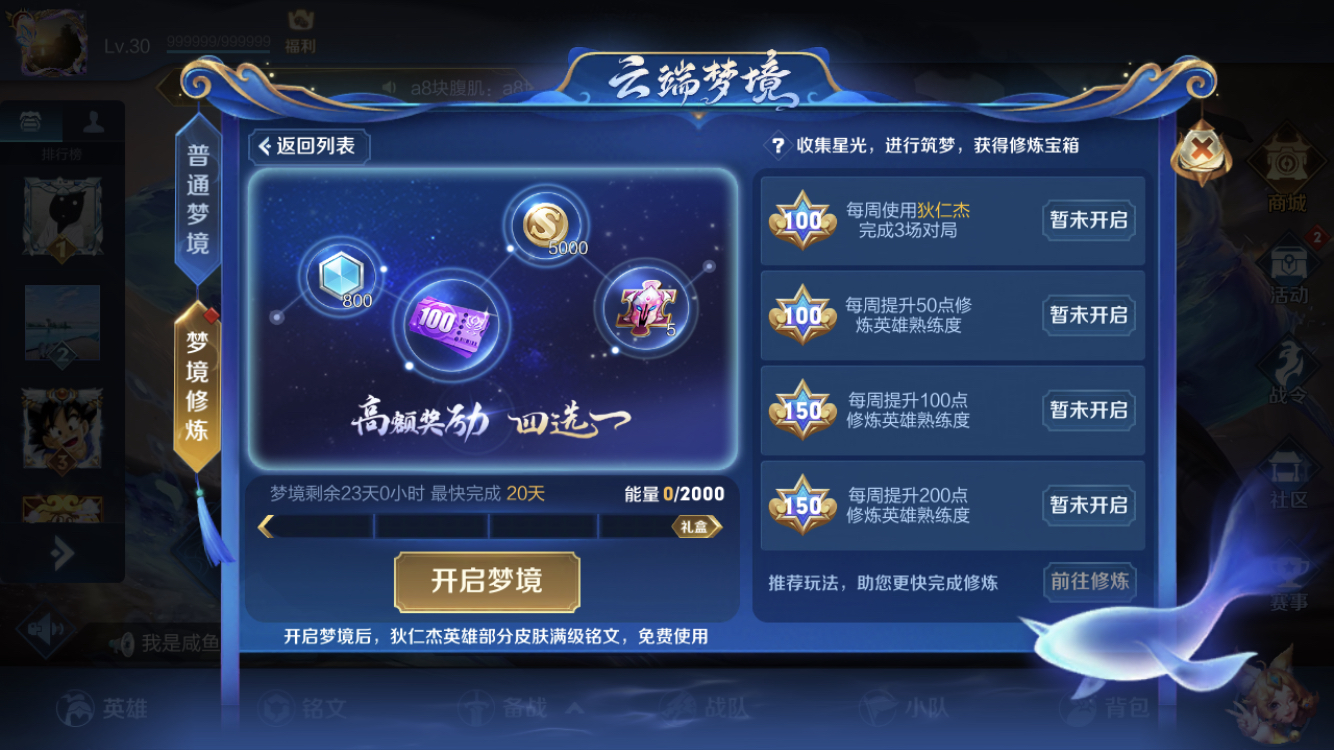 Lv.30
999999/999999
福利
a8块腹肌：a8
云端梦境
排行榜
1
2
3
我是咸鱼
普通梦境
梦境修炼
返回列表
800
100
5000
5
高额奖励 四选一
梦境剩余23天0小时 最快完成 20天
能量0/2000
礼盒
开启梦境
开启梦境后，狄仁杰英雄部分皮肤满级铭文，免费使用
? 收集星光，进行筑梦，获得修炼宝箱
100
每周使用狄仁杰
完成3场对局
暂未开启
100
每周提升50点修
炼英雄熟练度
暂未开启
150
每周提升100点
修炼英雄熟练度
暂未开启
150
每周提升200点
修炼英雄熟练度
暂未开启
推荐玩法，助您更快完成修炼
前往修炼
商城
2
活动
战令
社区
赛事
英雄
铭文
备战
战队
小队
背包